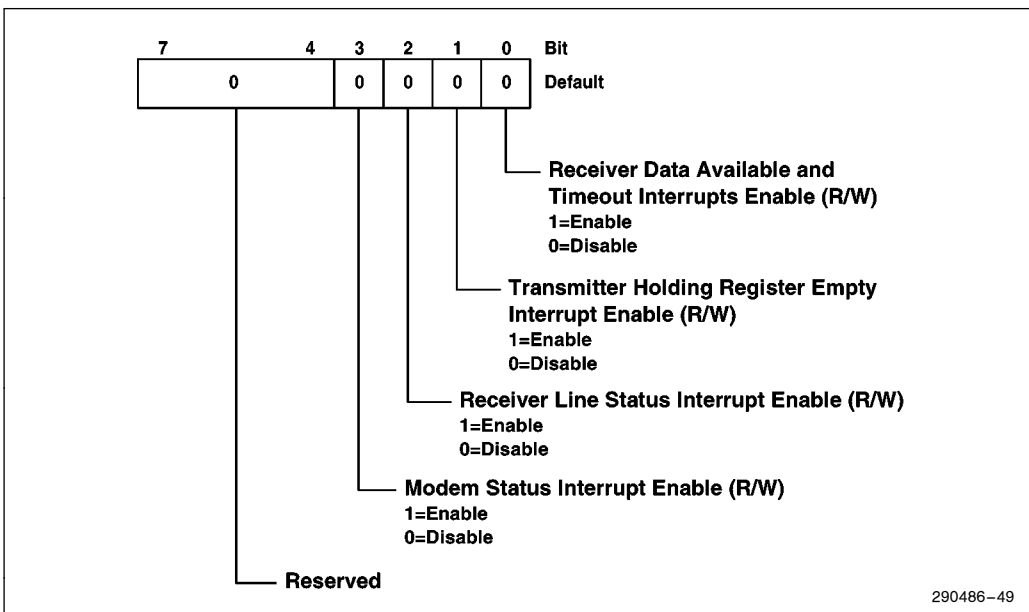 7 4 3 2 1 0 Bit
0 0 0 0 0 Default
Receiver Data Available and
Timeout Interrupts Enable (R/W)
1=Enable
0=Disable
Transmitter Holding Register Empty
Interrupt Enable (R/W)
1=Enable
0=Disable
Receiver Line Status Interrupt Enable (R/W)
1=Enable
0=Disable
Modem Status Interrupt Enable (R/W)
1=Enable
0=Disable
Reserved
290486–49